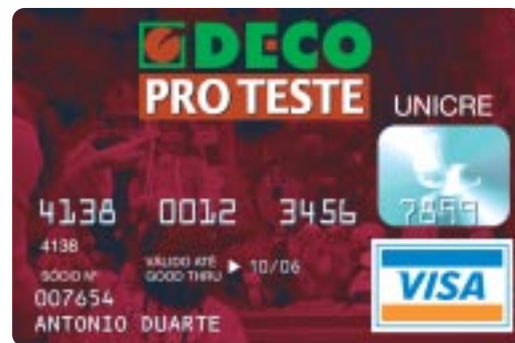 DECO
PRO TESTE
UNICRE
4138 0012 3456 7899
4138
VÁLIDO ATÉ
GOOD THRU ▶ 10/06
SÓCIO Nº
007654
VISA
ANTONIO DUARTE